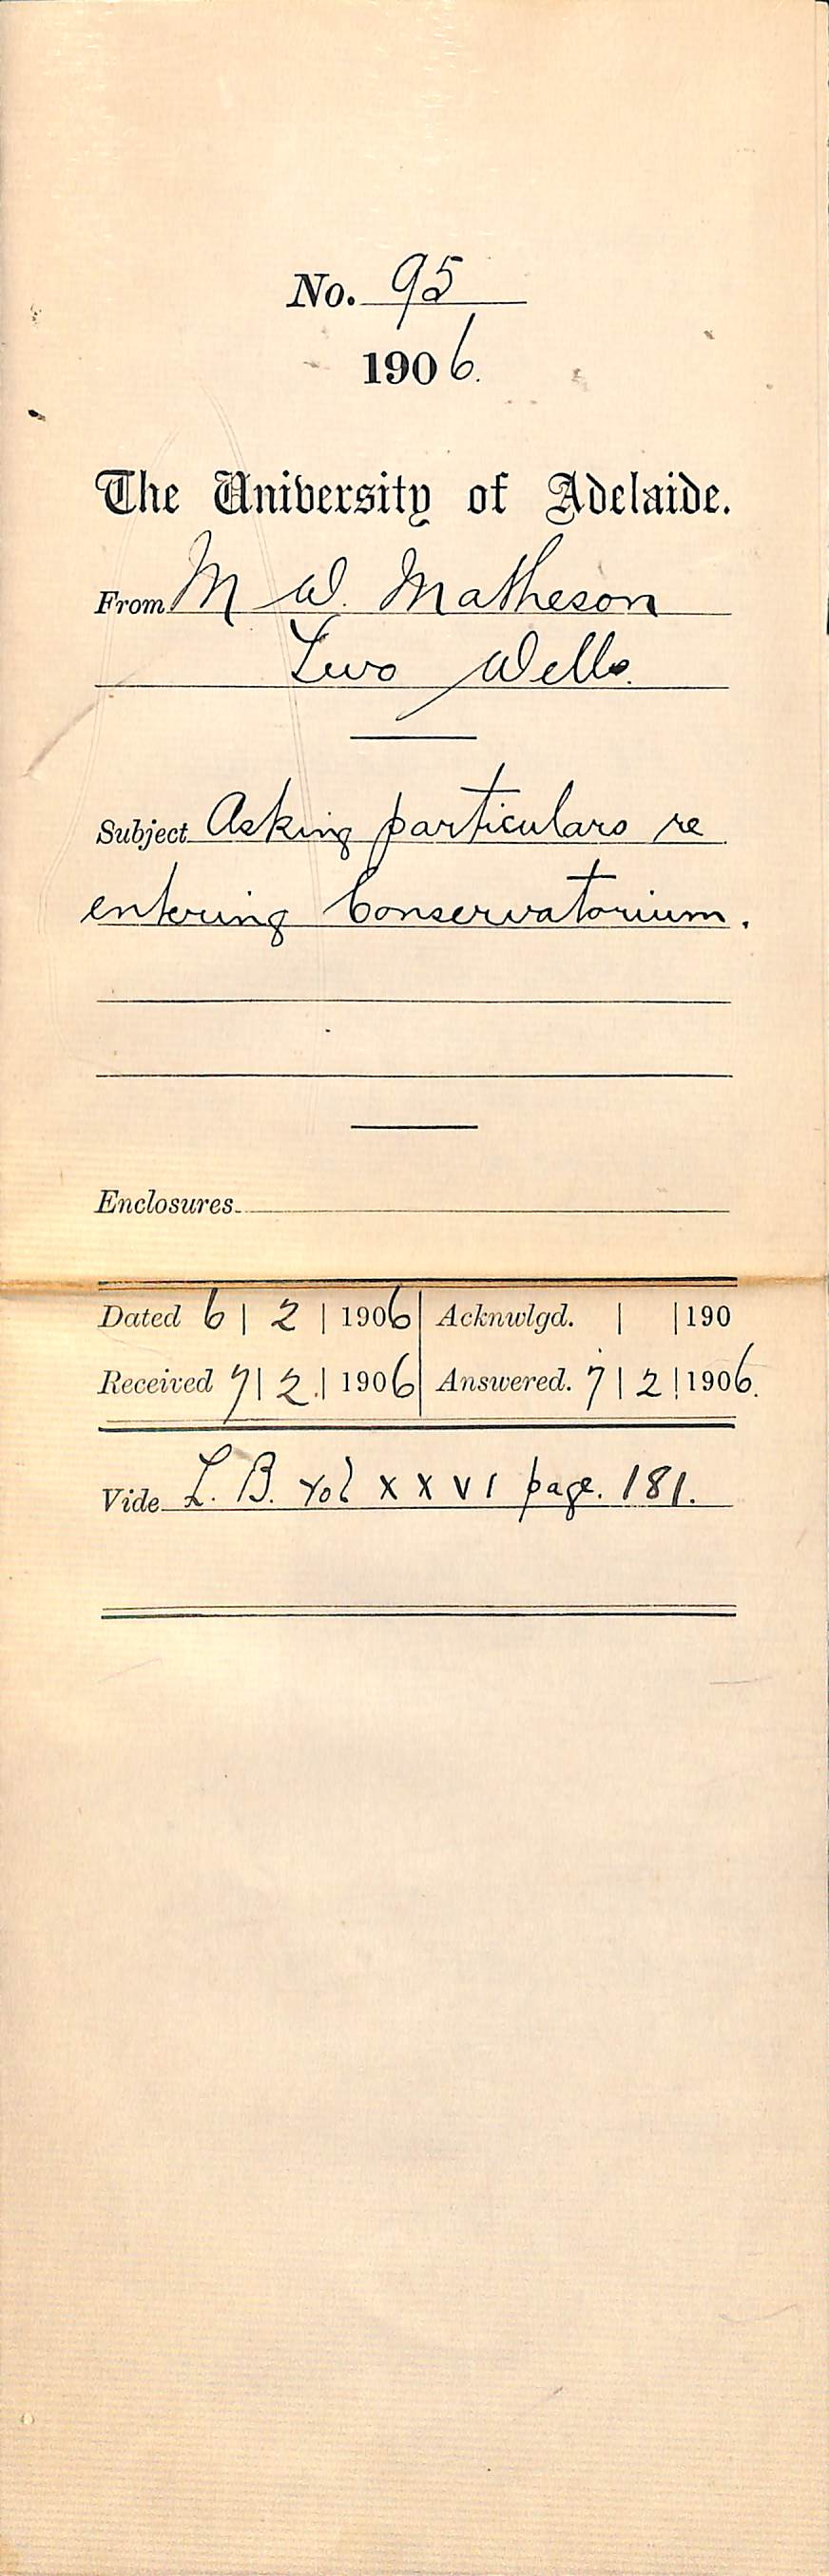 No. 95
1906.
The University of Adelaide.
From M W. Matheson
Two Wells.
Subject Asking particulars re
entering Conservatorium.
Enclosures
Dated 6 | 2 | 1906 | Acknwlgd. | | 190
Received 7 | 2. | 1906 | Answered. 7 | 2 | 1906.
Vide L. B. vol XXVI page. 181.